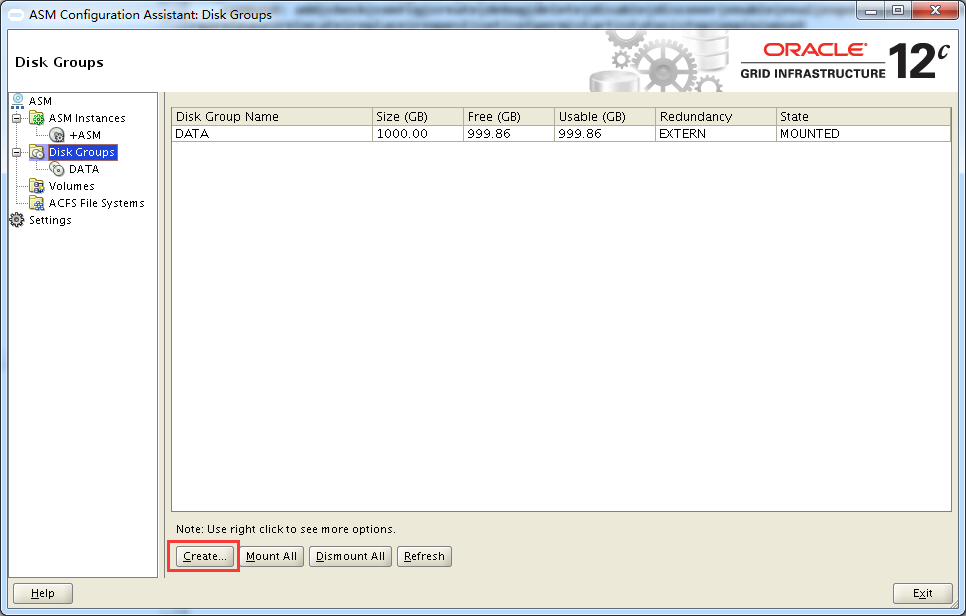 ASM Configuration Assistant: Disk Groups
Disk Groups
ORACLE
GRID INFRASTRUCTURE
12c
ASM
ASM Instances
+ASM
Disk Groups
DATA
Volumes
ACFS File Systems
Settings
Disk Group Name Size (GB) Free (GB) Usable (GB) Redundancy State
DATA 1000.00 999.86 999.86 EXTERN MOUNTED
Note: Use right click to see more options.
Create... Mount All Dismount All Refresh
Help Exit